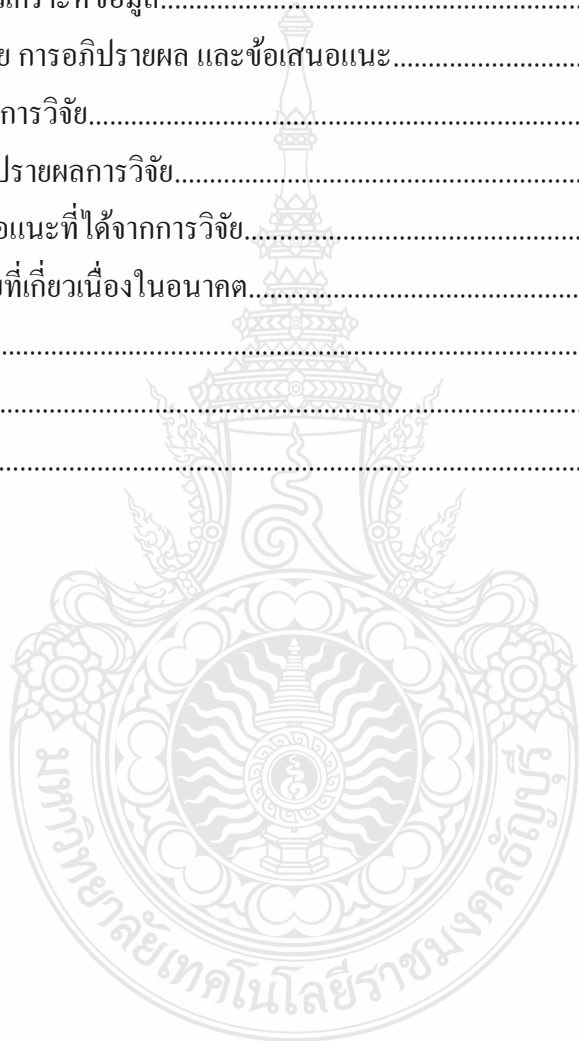 การอภิปรายผล และข้อเสนอแนะ
การวิจัย
ปรายผลการวิจัย
แนะที่ได้จากการวิจัย
ที่เกี่ยวเนื่องในอนาคต
มหาวิทยาลัยเทคโนโลยีราชมงคลธัญบุรี